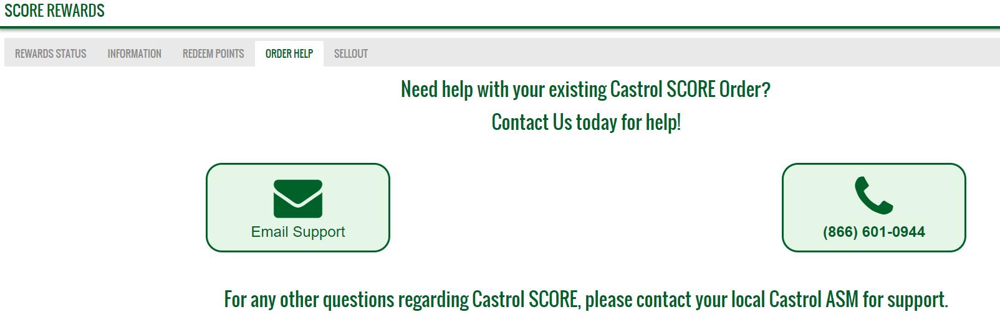 SCORE REWARDS
REWARDS STATUS INFORMATION REDEEM POINTS ORDER HELP SELLOUT
Need help with your existing Castrol SCORE Order?
Contact Us today for help!
Email Support
(866) 601-0944
For any other questions regarding Castrol SCORE, please contact your local Castrol ASM for support.